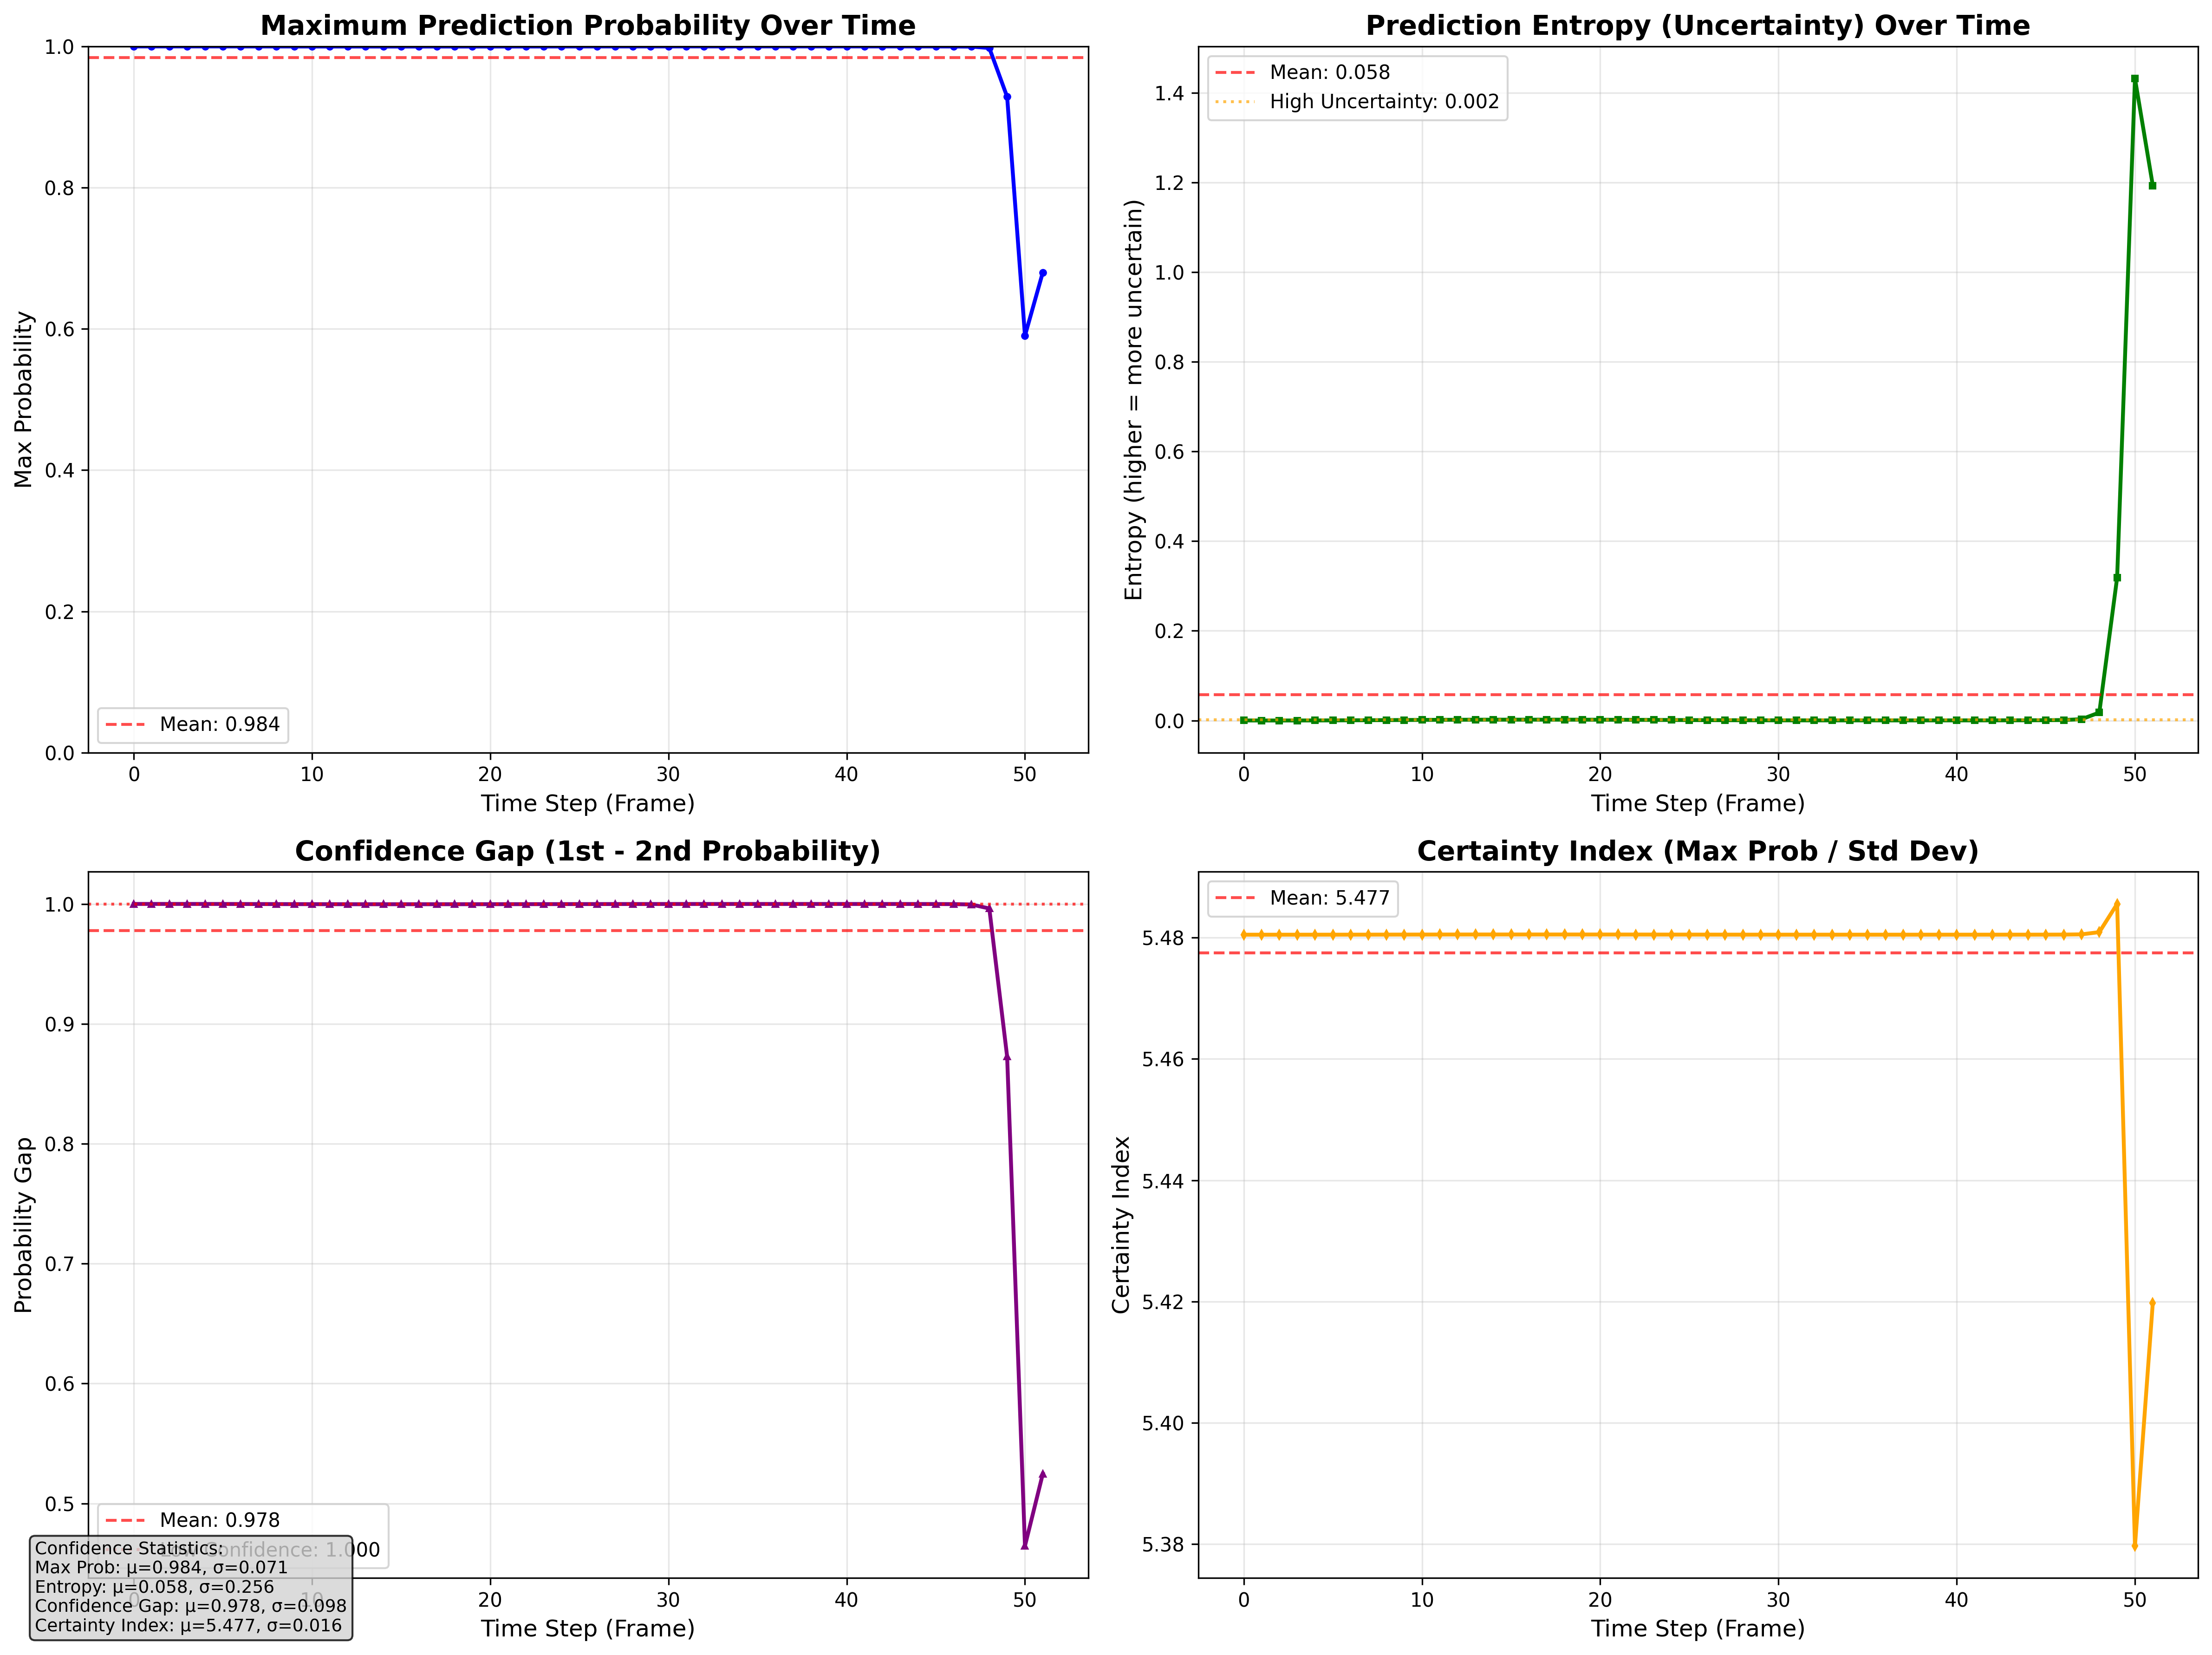 Maximum Prediction Probability Over Time
Max Probability
1.0
0.8
0.6
0.4
0.2
0.0
Mean: 0.984
0 10 20 30 40 50
Time Step (Frame)
Prediction Entropy (Uncertainty) Over Time
Entropy (higher = more uncertain)
Mean: 0.058
High Uncertainty: 0.002
1.4
1.2
1.0
0.8
0.6
0.4
0.2
0.0
0 10 20 30 40 50
Time Step (Frame)
Confidence Gap (1st - 2nd Probability)
Probability Gap
1.0
0.9
0.8
0.7
0.6
0.5
Mean: 0.978
Low Confidence: 1.000
0 10 20 30 40 50
Time Step (Frame)
Confidence Statistics:
Max Prob: μ=0.984, σ=0.071
Entropy: μ=0.058, σ=0.256
Confidence Gap: μ=0.978, σ=0.098
Certainty Index: μ=5.477, σ=0.016
Certainty Index (Max Prob / Std Dev)
Certainty Index
Mean: 5.477
5.48
5.46
5.44
5.42
5.40
5.38
0 10 20 30 40 50
Time Step (Frame)